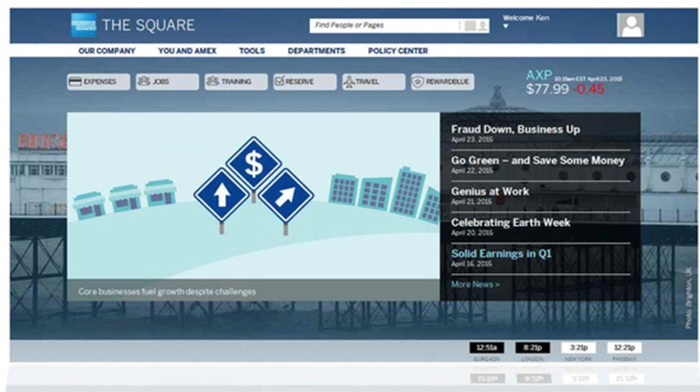 AMERICAN EXPRESS
THE SQUARE
Find People or Pages
Welcome Ken
OUR COMPANY
YOU AND AMEX
TOOLS
DEPARTMENTS
POLICY CENTER
EXPENSES
JOBS
TRAINING
RESERVE
TRAVEL
REWARDBLUE
AXP 10:15am EST April 23, 2015
$77.99 -0.45
$
Fraud Down, Business Up
April 23, 2015
Go Green – and Save Some Money
April 22, 2015
Genius at Work
April 21, 2015
Celebrating Earth Week
April 20, 2015
Solid Earnings in Q1
April 16, 2015
More News >
Core businesses fuel growth despite challenges
Photo: Brighton, UK
12:51a
8:21p
3:21p
12:21p
GURGAON
LONDON
NEW YORK
PHOENIX